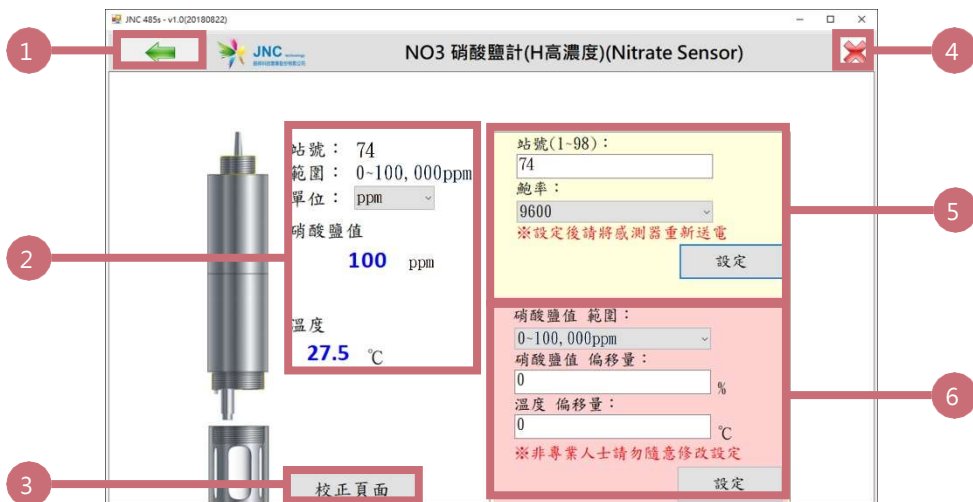 JNC 485s - v1.0(20180822)
1
JNC technology
NO3 硝酸鹽計(H高濃度)(Nitrate Sensor)
4
2
站號： 74
範圍： 0~100,000ppm
單位： ppm
硝酸鹽值
100 ppm
溫度
27.5 ℃
站號(1~98)：
74
鮑率：
9600
※設定後請將感測器重新送電
設定
5
硝酸鹽值 範圍：
0~100,000ppm
硝酸鹽值 偏移量：
0 %
溫度 偏移量：
0 ℃
※非專業人士請勿隨意修改設定
設定
6
3
校正頁面